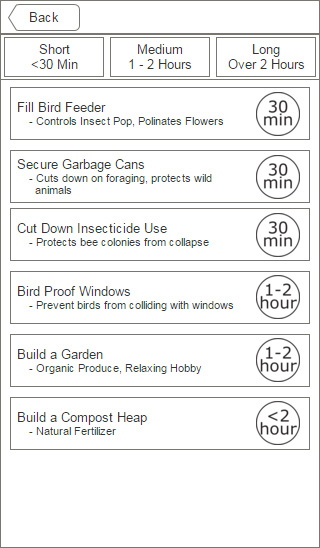 Back
Short
<30 Min
Medium
1 - 2 Hours
Long
Over 2 Hours
Fill Bird Feeder
- Controls Insect Pop, Polinates Flowers
30
min
Secure Garbage Cans
- Cuts down on foraging, protects wild
animals
30
min
Cut Down Insecticide Use
- Protects bee colonies from collapse
30
min
Bird Proof Windows
- Prevent birds from colliding with windows
1-2
hour
Build a Garden
- Organic Produce, Relaxing Hobby
1-2
hour
Build a Compost Heap
- Natural Fertilizer
<2
hour